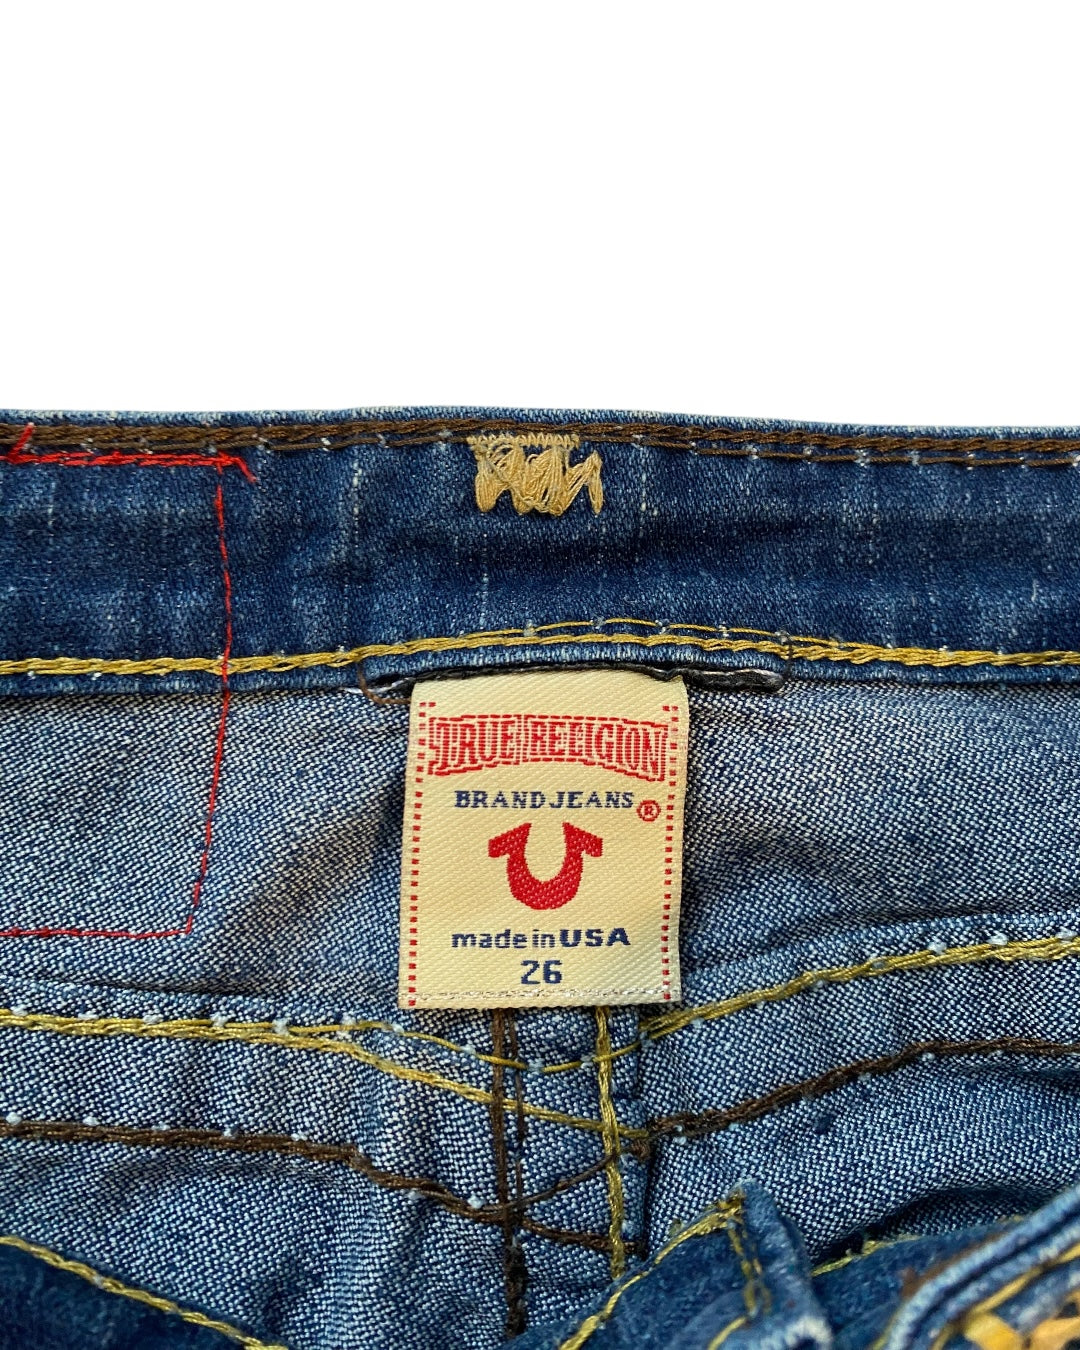 TRUE RELIGION
BRAND JEANS ®
made in USA
26